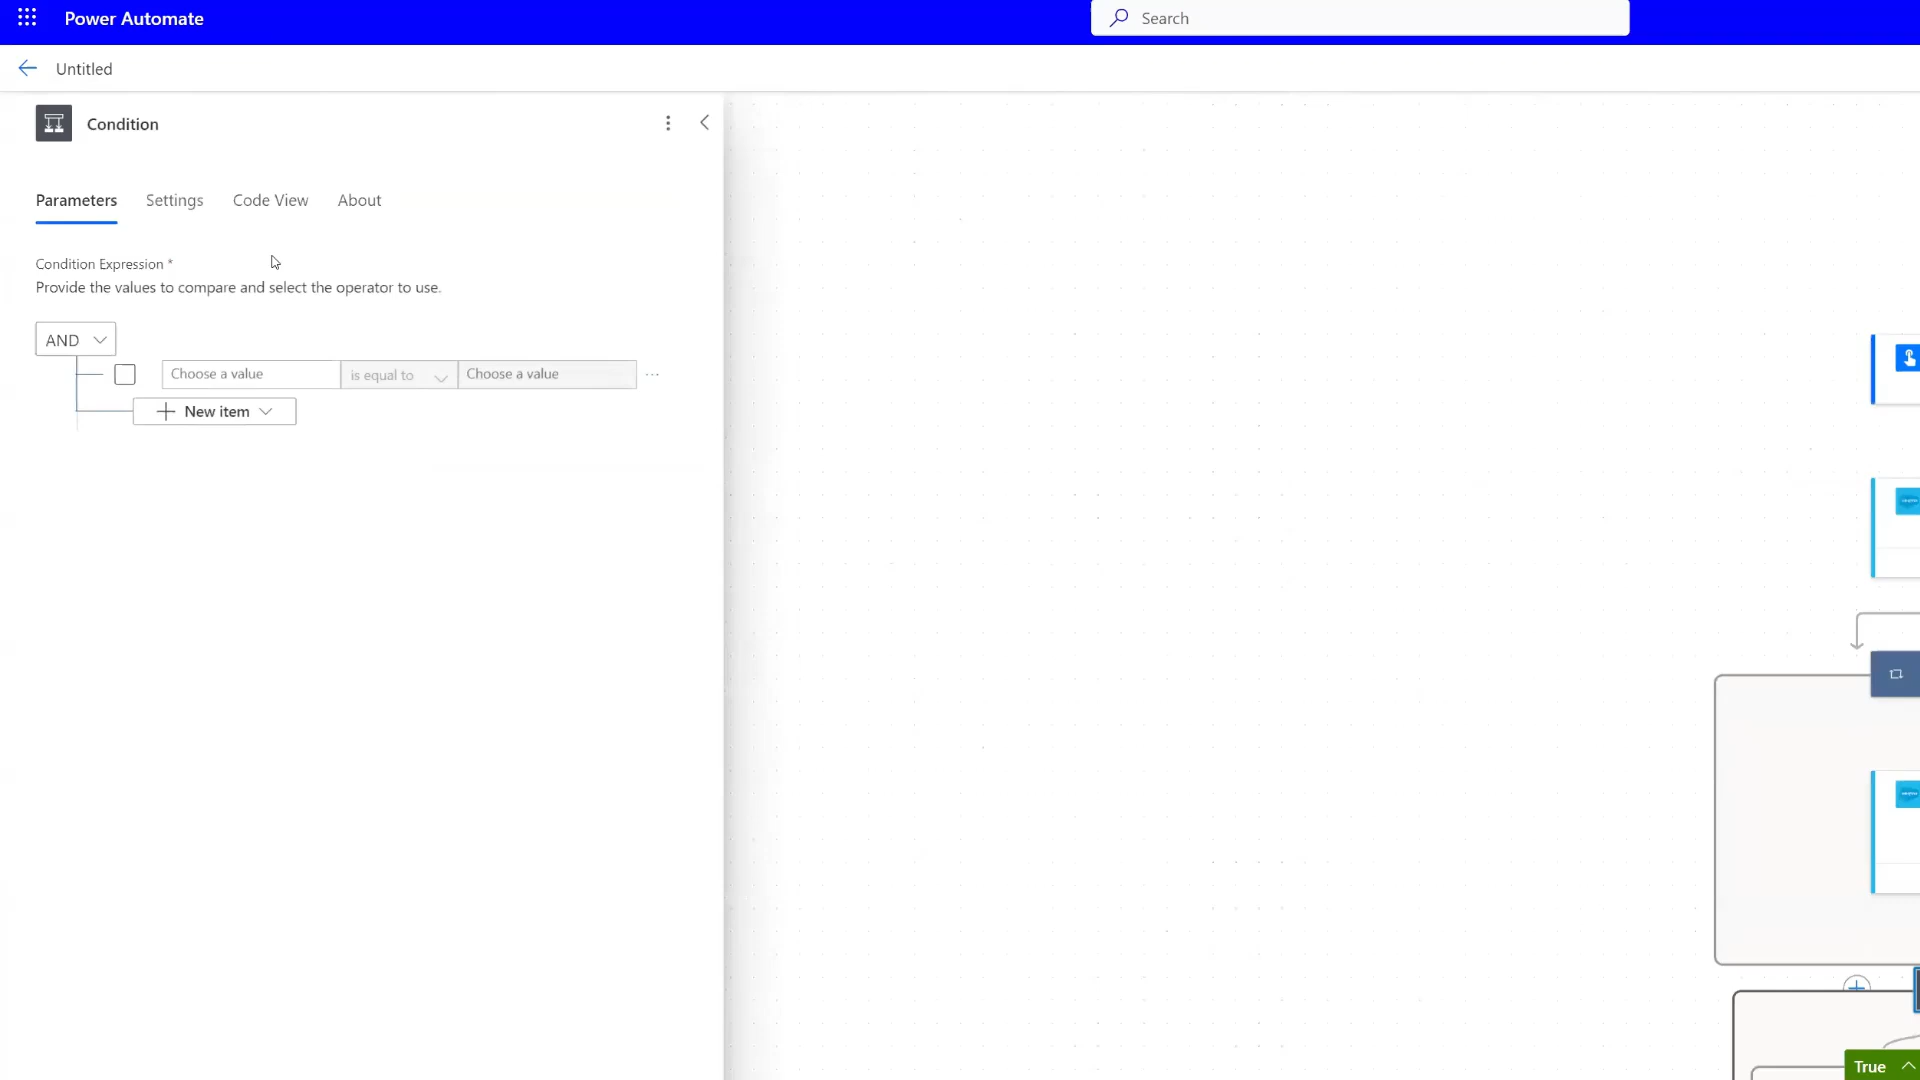 Power Automate
Search
Untitled
Condition
Parameters Settings Code View About
Condition Expression *
Provide the values to compare and select the operator to use.
AND
Choose a value is equal to Choose a value ...
New item
True